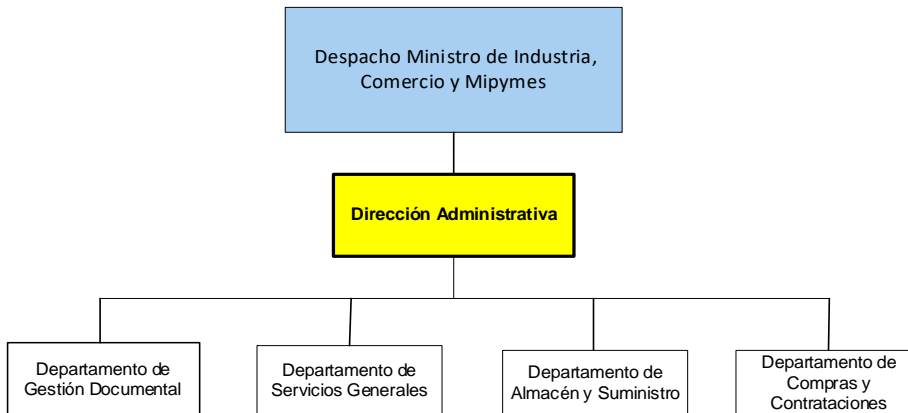 Despacho Ministro de Industria,
Comercio y Mipymes
Dirección Administrativa
Departamento de
Gestión Documental
Departamento de
Servicios Generales
Departamento de
Almacén y Suministro
Departamento de
Compras y
Contrataciones